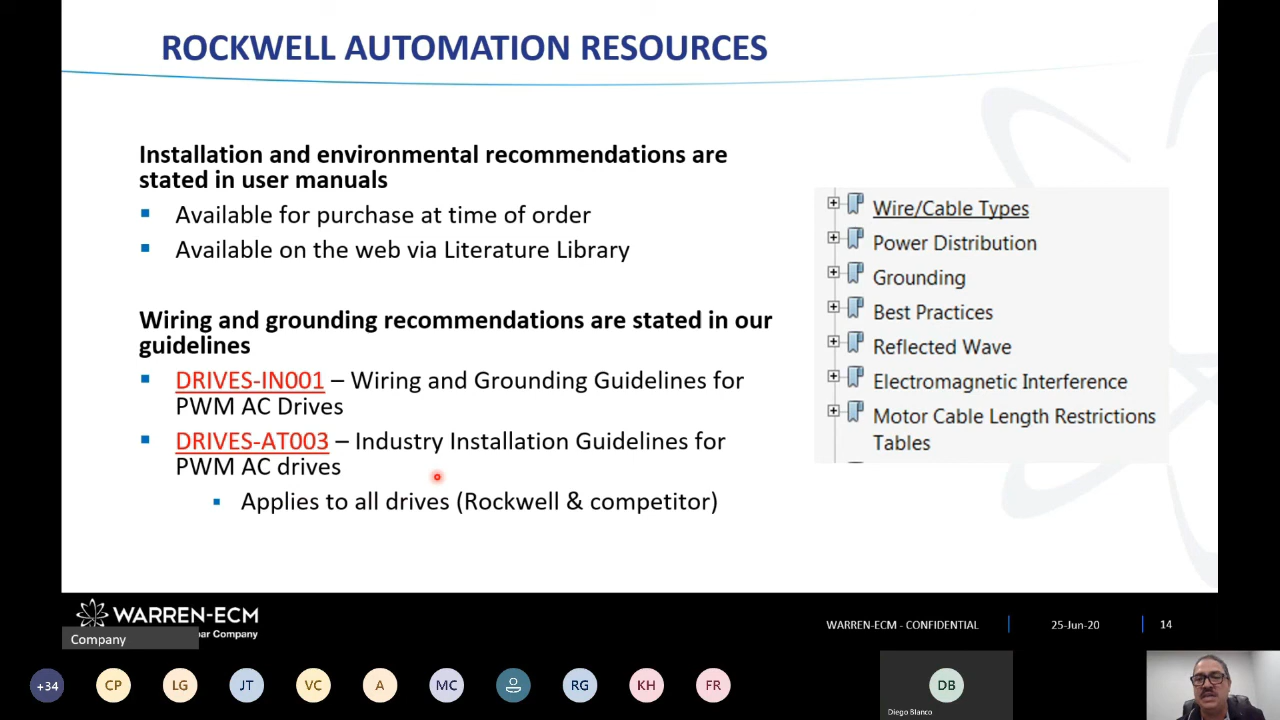 ROCKWELL AUTOMATION RESOURCES
Installation and environmental recommendations are
stated in user manuals
Available for purchase at time of order
Available on the web via Literature Library
Wiring and grounding recommendations are stated in our
guidelines
DRIVES-IN001 – Wiring and Grounding Guidelines for
PWM AC Drives
DRIVES-AT003 – Industry Installation Guidelines for
PWM AC drives
Applies to all drives (Rockwell & competitor)
Wire/Cable Types
Power Distribution
Grounding
Best Practices
Reflected Wave
Electromagnetic Interference
Motor Cable Length Restrictions
Tables
WARREN-ECM
Company
Company
WARREN-ECM - CONFIDENTIAL
25-Jun-20
14
+34
CP
LG
JT
VC
A
MC
RG
KH
FR
DB
Diego Blanco